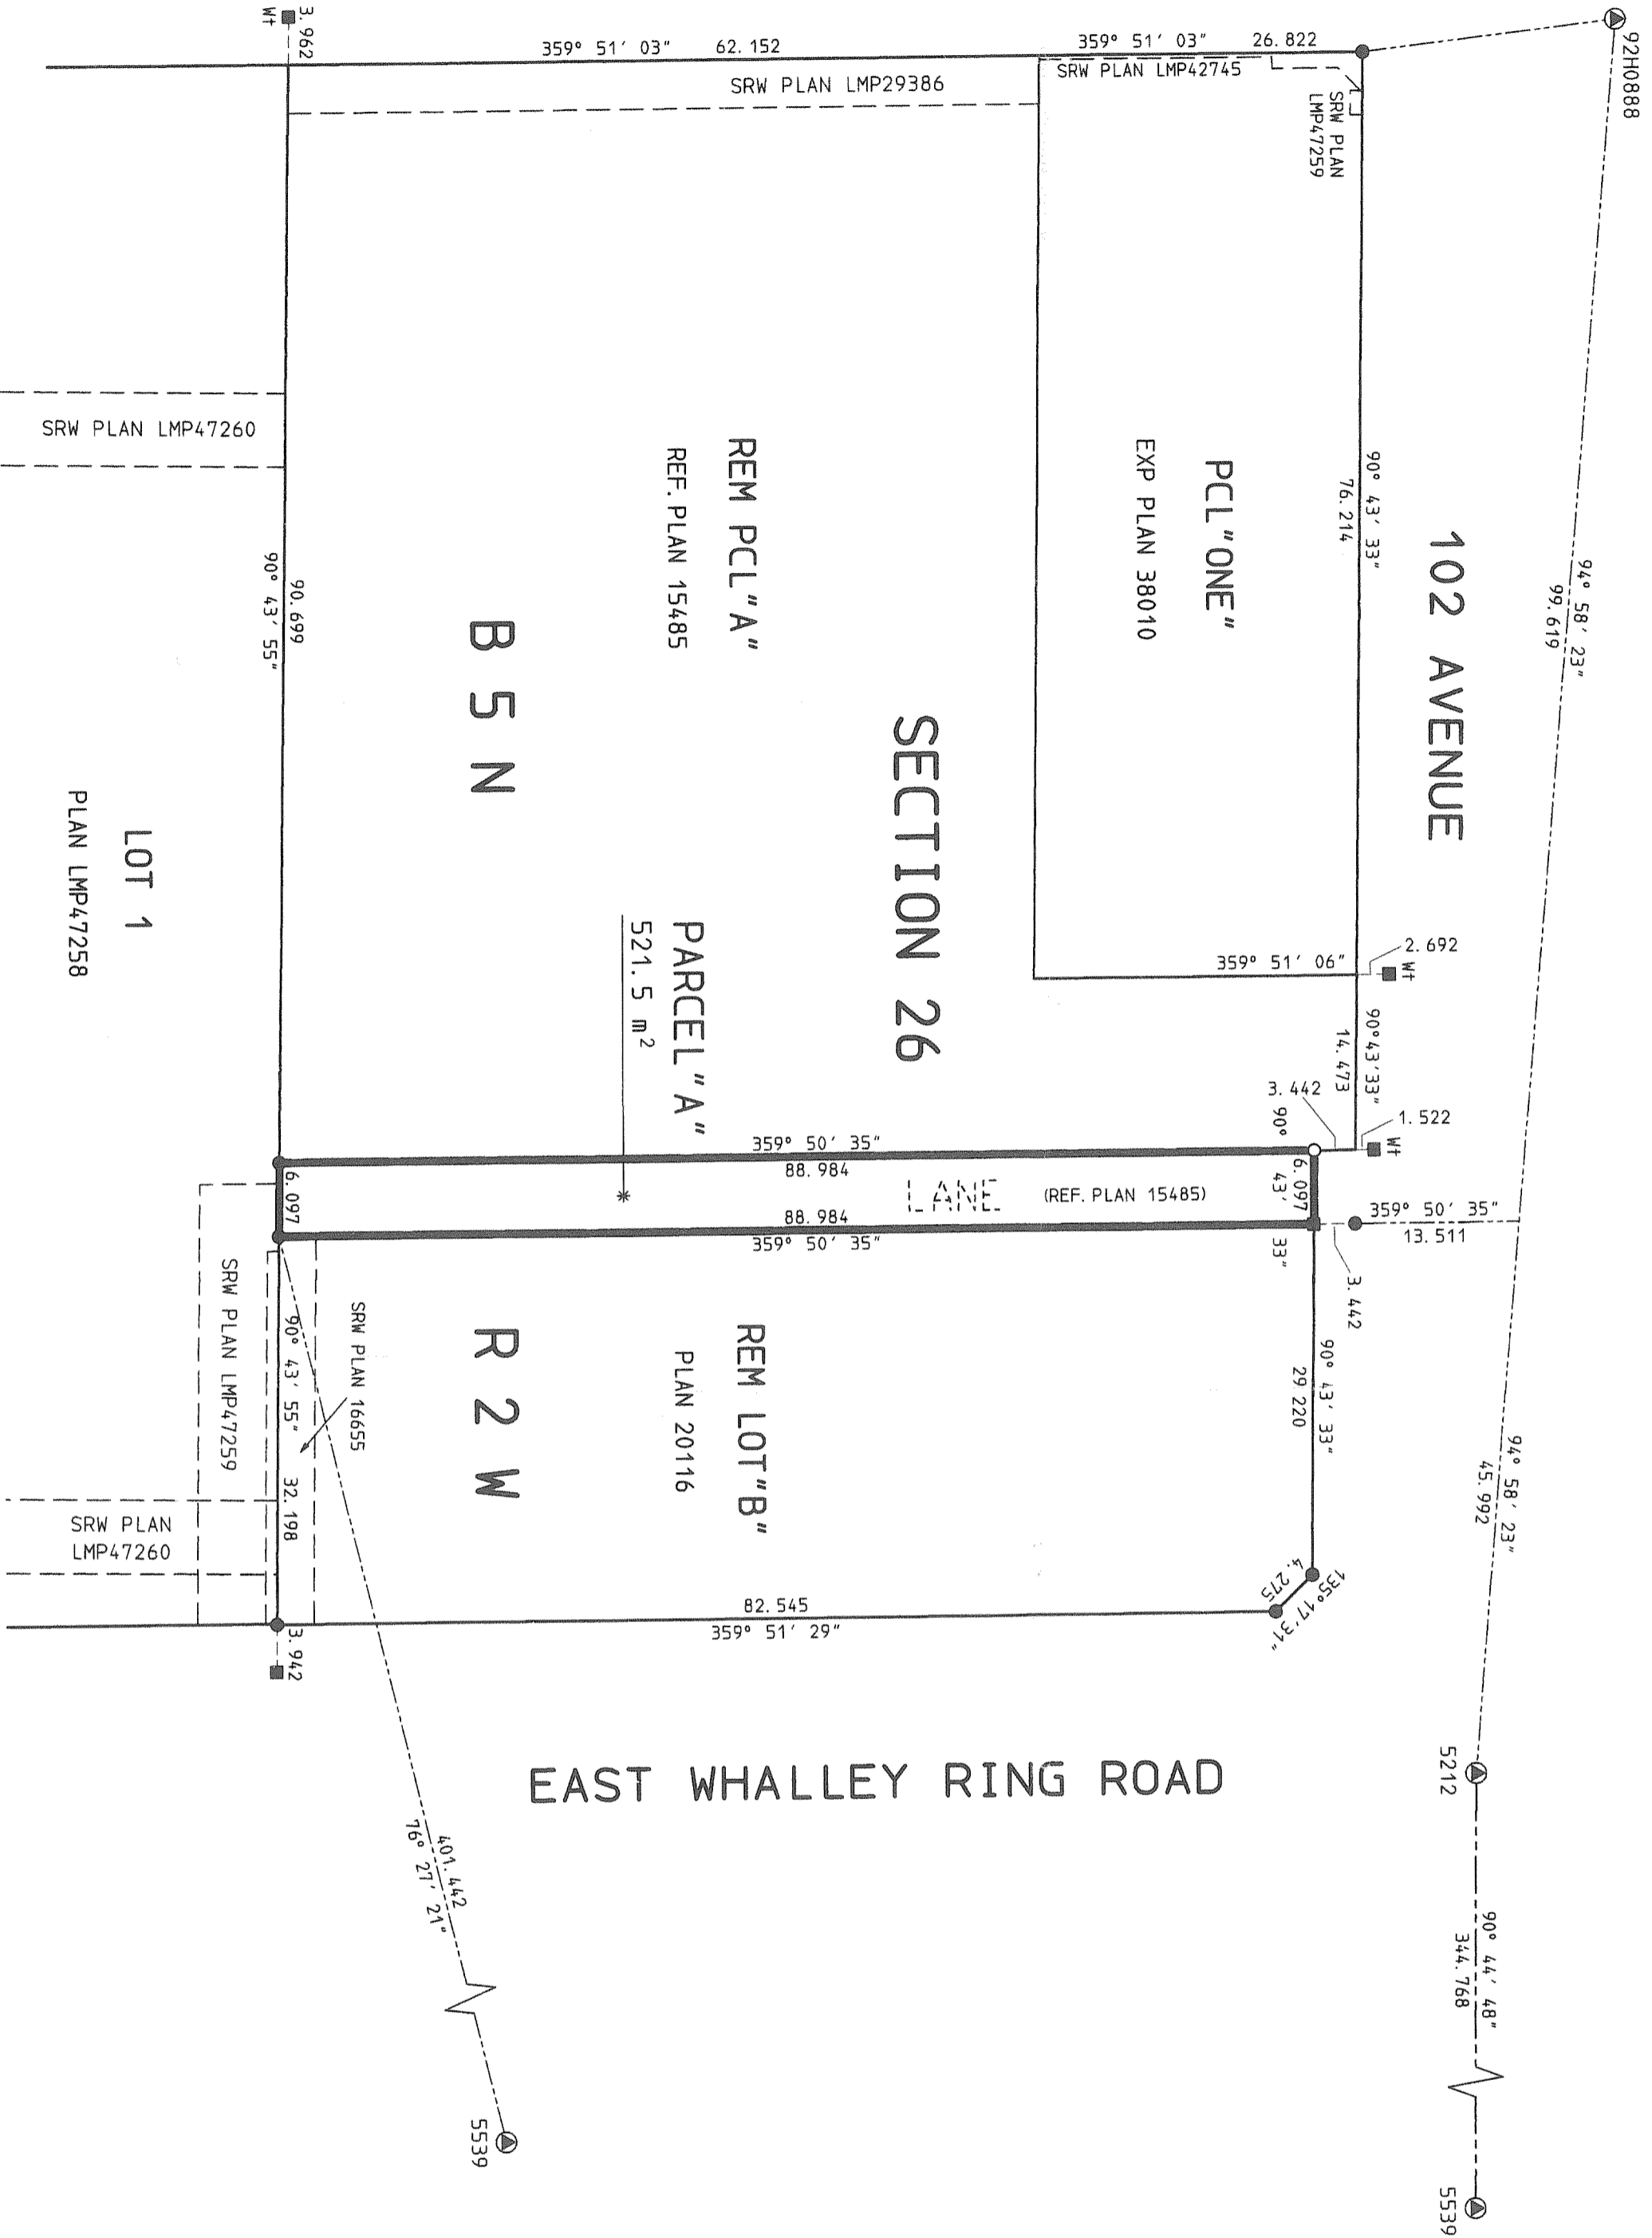 92H0888
94° 58' 23"
99.619
102 AVENUE
90° 43' 33"
76.214
359° 51' 03" 26.822
SRW PLAN LMP42745
SRW PLAN
LMP47259
359° 51' 03" 62.152
SRW PLAN LMP29386
3.962
Wt
PCL"ONE"
EXP PLAN 38010
359° 51' 06"
2.692
Wt
90°43'33"
14.473
3.442
1.522
Wt
SECTION 26
REM PCL"A"
REF. PLAN 15485
B 5 N
PARCEL"A"
521.5 m²
90.699
90° 43' 55"
SRW PLAN LMP47260
LOT 1
PLAN LMP47258
359° 50' 35"
88.984
LANE
(REF. PLAN 15485)
88.984
359° 50' 35"
6.097
6.097
90° 43' 33"
359° 50' 35"
13.511
3.442
90° 43' 33"
29.220
94° 58' 23"
45.992
REM LOT"B"
PLAN 20116
R 2 W
SRW PLAN 16655
90° 43' 55" 32.198
SRW PLAN LMP47259
SRW PLAN
LMP47260
4.275
135°17'31"
82.545
359° 51' 29"
3.942
EAST WHALLEY RING ROAD
5212
90° 44' 48"
344.768
5539
401.442
76° 27' 21"
5539